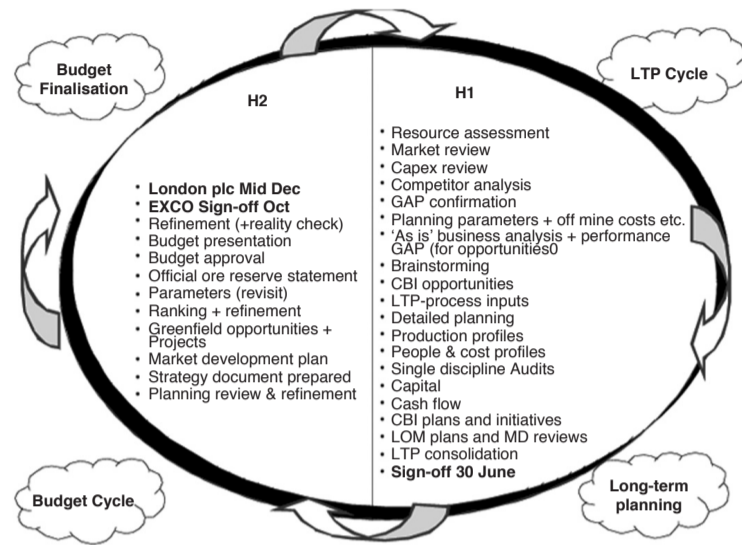 Budget
Finalisation
LTP Cycle
H2
H1
• London plc Mid Dec
• EXCO Sign-off Oct
• Refinement (+reality check)
• Budget presentation
• Budget approval
• Official ore reserve statement
• Parameters (revisit)
• Ranking + refinement
• Greenfield opportunities +
Projects
• Market development plan
• Strategy document prepared
• Planning review & refinement
• Resource assessment
• Market review
• Capex review
• Competitor analysis
• GAP confirmation
• Planning parameters + off mine costs etc.
• ‘As is’ business analysis + performance
GAP (for opportunities0
• Brainstorming
• CBI opportunities
• LTP-process inputs
• Detailed planning
• Production profiles
• People & cost profiles
• Single discipline Audits
• Capital
• Cash flow
• CBI plans and initiatives
• LOM plans and MD reviews
• LTP consolidation
• Sign-off 30 June
Budget Cycle
Long-term
planning